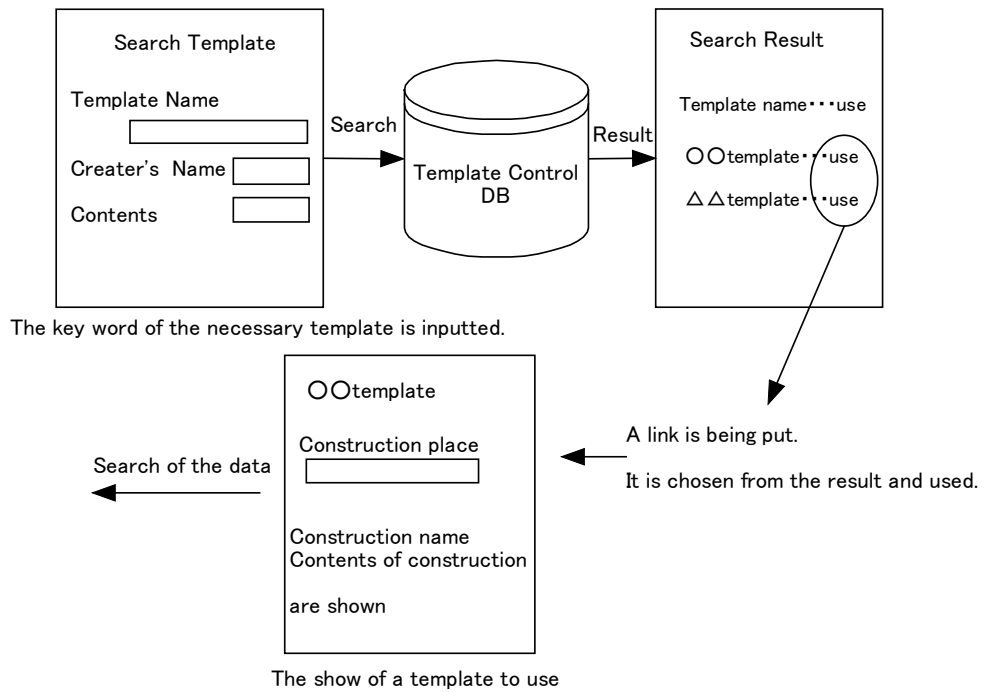 Search Template
Template Name
Creater's Name
Contents
Search
Template Control
DB
Result
Search Result
Template name・・・use
○○template・・・use
△△template・・・use
The key word of the necessary template is inputted.
A link is being put.
It is chosen from the result and used.
○○template
Construction place
Construction name
Contents of construction
are shown
Search of the data
The show of a template to use